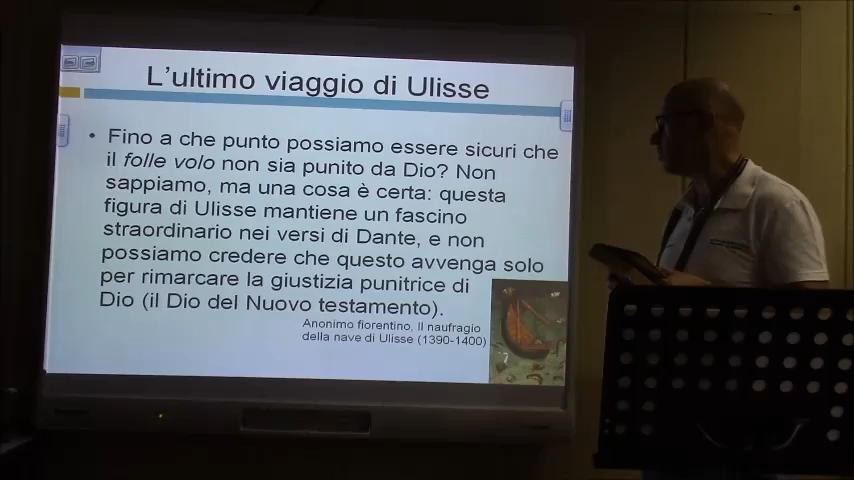 L'ultimo viaggio di Ulisse
• Fino a che punto possiamo essere sicuri che
il folle volo non sia punito da Dio? Non
sappiamo, ma una cosa è certa: questa
figura di Ulisse mantiene un fascino
straordinario nei versi di Dante, e non
possiamo credere che questo avvenga solo
per rimarcare la giustizia punitrice di
Dio (il Dio del Nuovo testamento).
Anonimo fiorentino, Il naufragio
della nave di Ulisse (1390-1400)